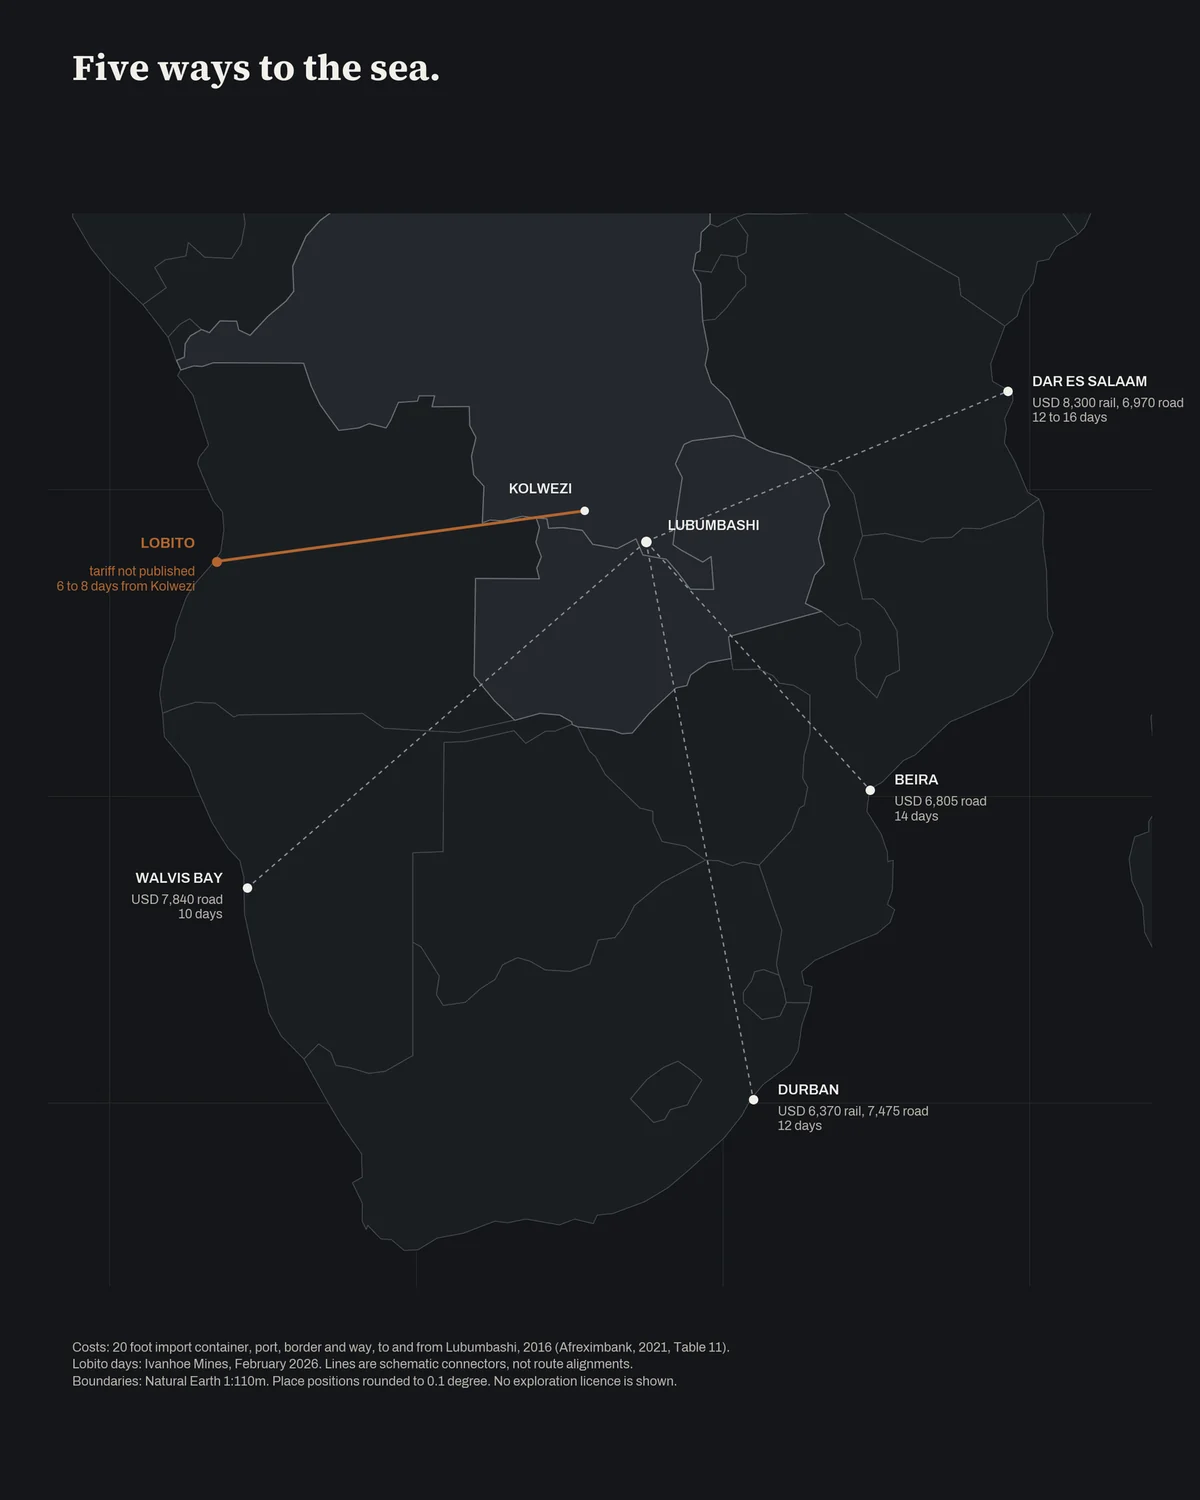 Five ways to the sea.
DAR ES SALAAM
USD 8,300 rail, 6,970 road
12 to 16 days
KOLWEZI
LUBUMBASHI
LOBITO
tariff not published
6 to 8 days from Kolwezi
BEIRA
USD 6,805 road
14 days
WALVIS BAY
USD 7,840 road
10 days
DURBAN
USD 6,370 rail, 7,475 road
12 days
Costs: 20 foot import container, port, border and way, to and from Lubumbashi, 2016 (Afreximbank, 2021, Table 11).
Lobito days: Ivanhoe Mines, February 2026. Lines are schematic connectors, not route alignments.
Boundaries: Natural Earth 1:110m. Place positions rounded to 0.1 degree. No exploration licence is shown.